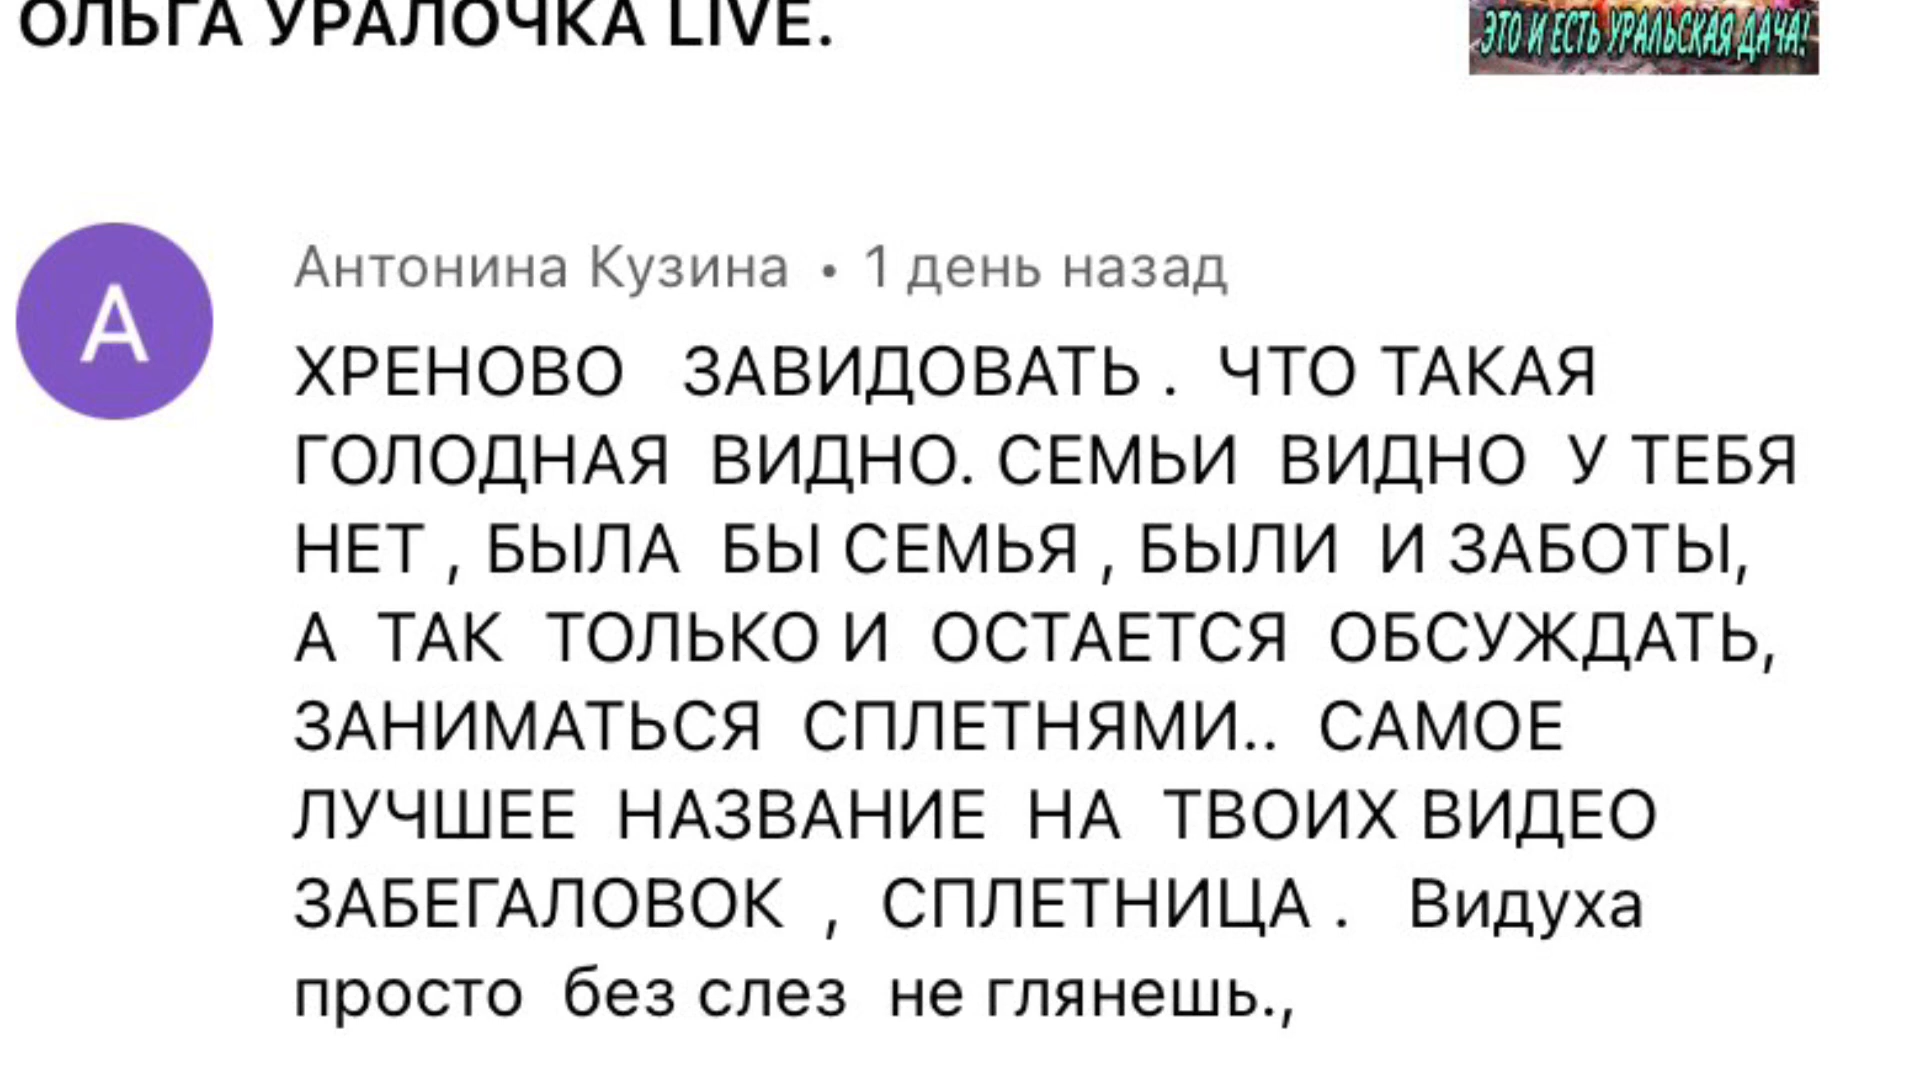 ОЛЬГА УРАЛОЧКА LIVE.
ЭТО И ЕСТЬ УРАЛЬСКАЯ ДАЧА!
А
Антонина Кузина • 1 день назад
ХРЕНОВО ЗАВИДОВАТЬ . ЧТО ТАКАЯ
ГОЛОДНАЯ ВИДНО. СЕМЬИ ВИДНО У ТЕБЯ
НЕТ , БЫЛА БЫ СЕМЬЯ , БЫЛИ И ЗАБОТЫ,
А ТАК ТОЛЬКО И ОСТАЕТСЯ ОБСУЖДАТЬ,
ЗАНИМАТЬСЯ СПЛЕТНЯМИ.. САМОЕ
ЛУЧШЕЕ НАЗВАНИЕ НА ТВОИХ ВИДЕО
ЗАБЕГАЛОВОК , СПЛЕТНИЦА . Видуха
просто без слез не глянешь.,